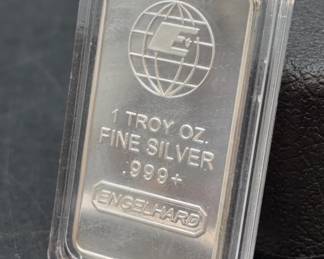 E
1 TROY OZ.
FINE SILVER
.999+
ENGELHARD